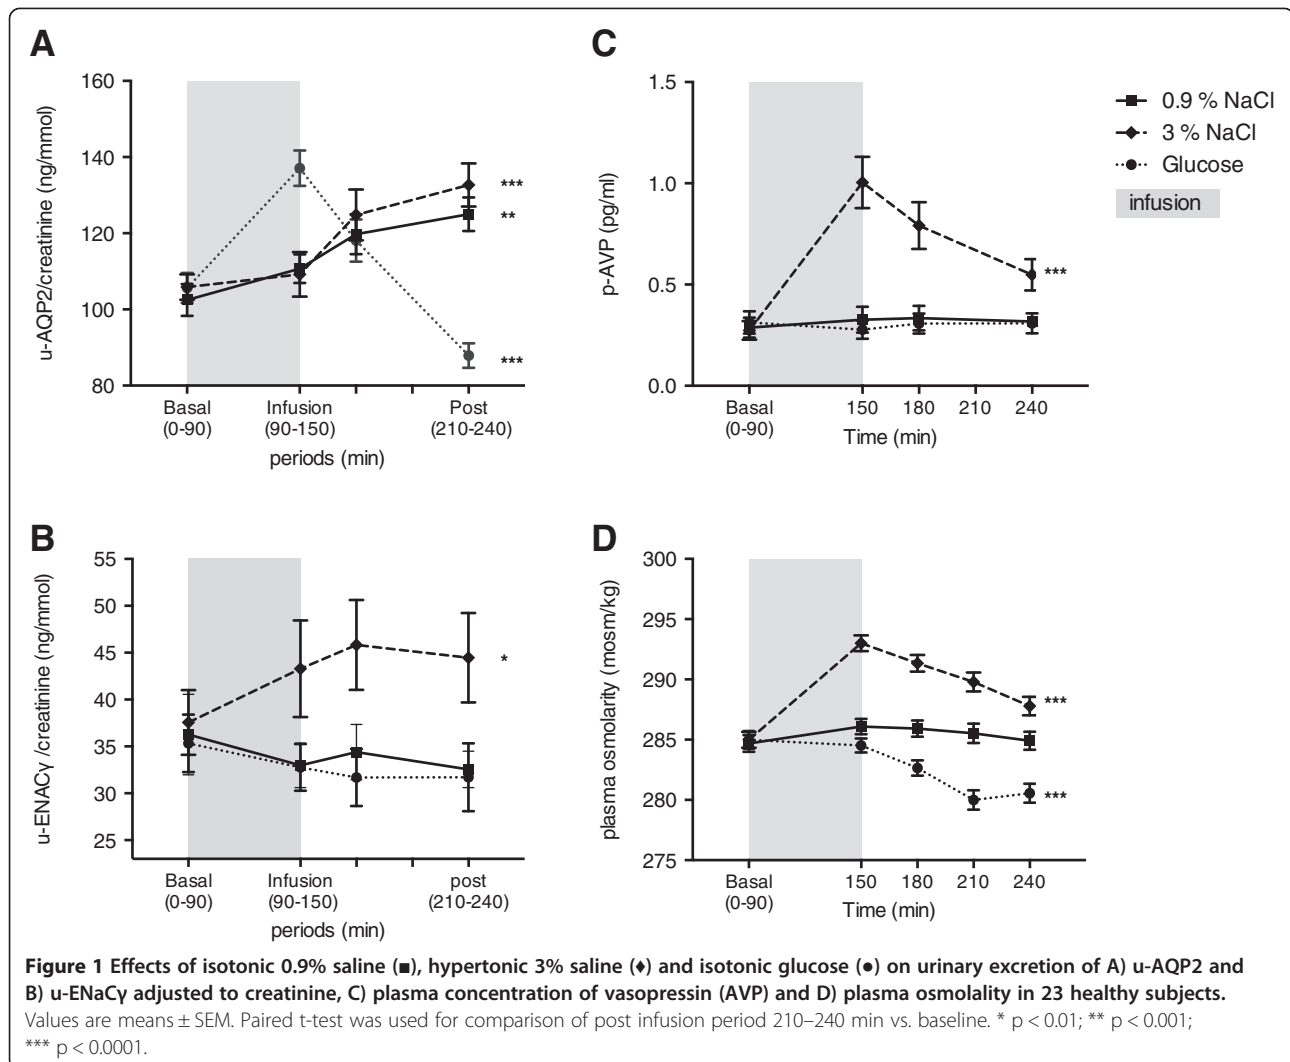 A
u-AQP2/creatinine (ng/mmol)
160
140
120
100
80
***
**
***
Basal
(0-90)
Infusion
(90-150)
Post
(210-240)
periods (min)
C
p-AVP (pg/ml)
1.5
1.0
0.5
0.0
***
Basal
(0-90)
150
180
210
240
Time (min)
0.9 % NaCl
3 % NaCl
Glucose
infusion
B
u-ENACγ /creatinine (ng/mmol)
55
50
45
40
35
30
25
*
Basal
(0-90)
Infusion
(90-150)
post
(210-240)
periods (min)
D
plasma osmolarity (mosm/kg)
300
295
290
285
280
275
***
***
Basal
(0-90)
150
180
210
240
Time (min)
Figure 1 Effects of isotonic 0.9% saline (■), hypertonic 3% saline (♦) and isotonic glucose (●) on urinary excretion of A) u-AQP2 and
B) u-ENaCγ adjusted to creatinine, C) plasma concentration of vasopressin (AVP) and D) plasma osmolality in 23 healthy subjects.
Values are means ± SEM. Paired t-test was used for comparison of post infusion period 210–240 min vs. baseline. * p < 0.01; ** p < 0.001;
*** p < 0.0001.